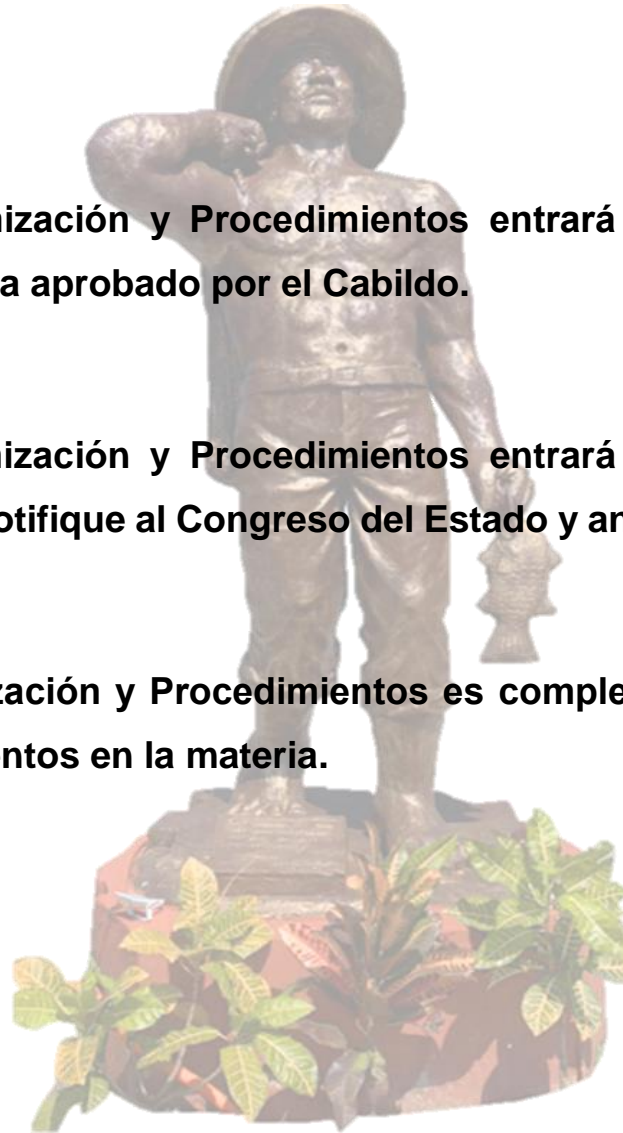 nización y Procedimientos entrará
a aprobado por el Cabildo.
nización y Procedimientos entrará
otifique al Congreso del Estado y an
zación y Procedimientos es comple
ntos en la materia.